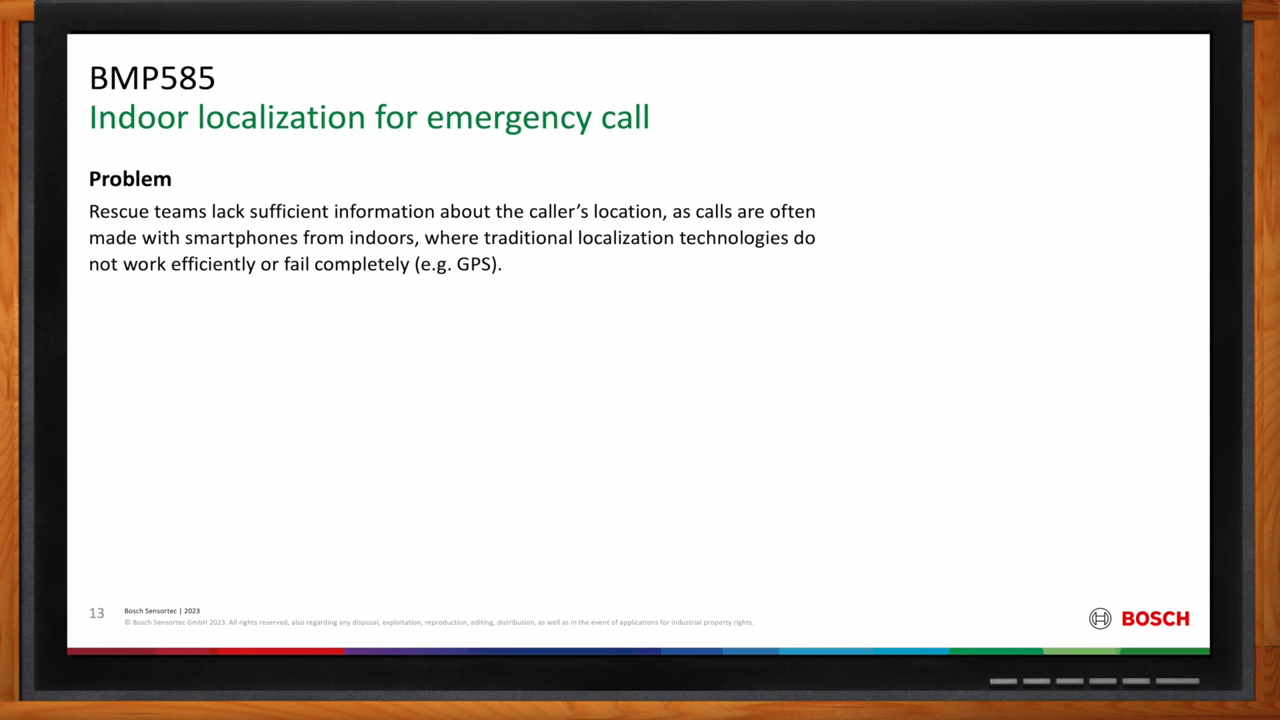 BMP585
Indoor localization for emergency call
Problem
Rescue teams lack sufficient information about the caller’s location, as calls are often
made with smartphones from indoors, where traditional localization technologies do
not work efficiently or fail completely (e.g. GPS).
13
Bosch Sensortec | 2023
© Bosch Sensortec GmbH 2023. All rights reserved, also regarding any disposal, exploitation, reproduction, editing, distribution, as well as in the event of applications for industrial property rights.
BOSCH